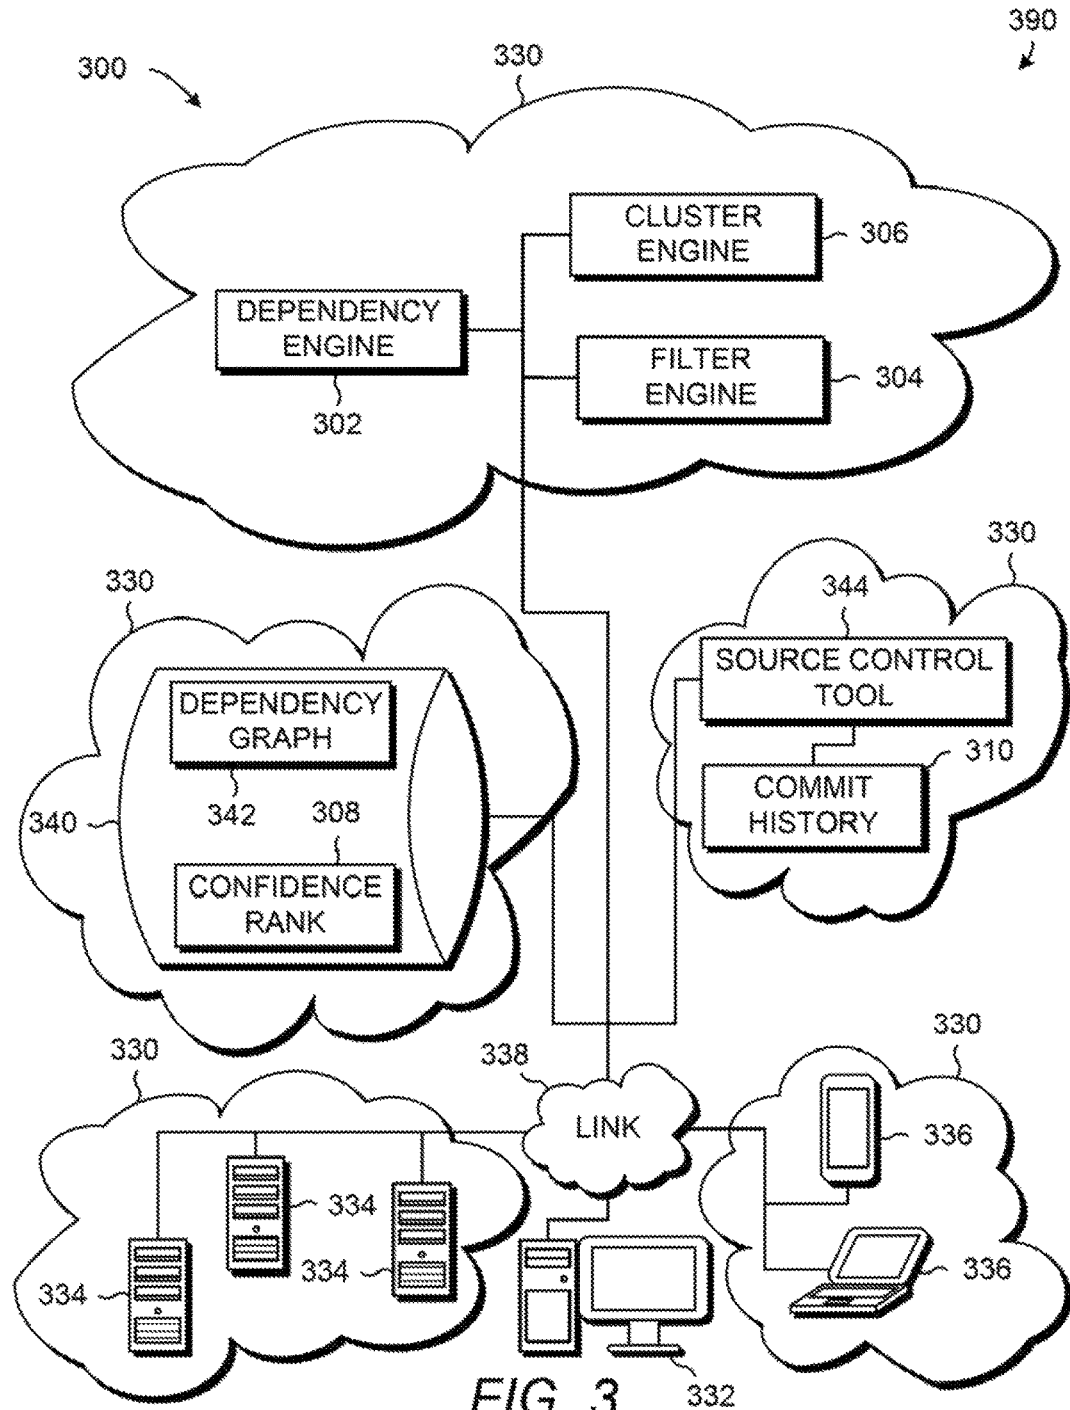 390
300
330
CLUSTER
ENGINE
306
DEPENDENCY
ENGINE
302
FILTER
ENGINE
304
330
330
344
SOURCE CONTROL
TOOL
310
COMMIT
HISTORY
DEPENDENCY
GRAPH
342
308
340
CONFIDENCE
RANK
330
338
330
LINK
336
334
334
334
336
332
FIG. 3